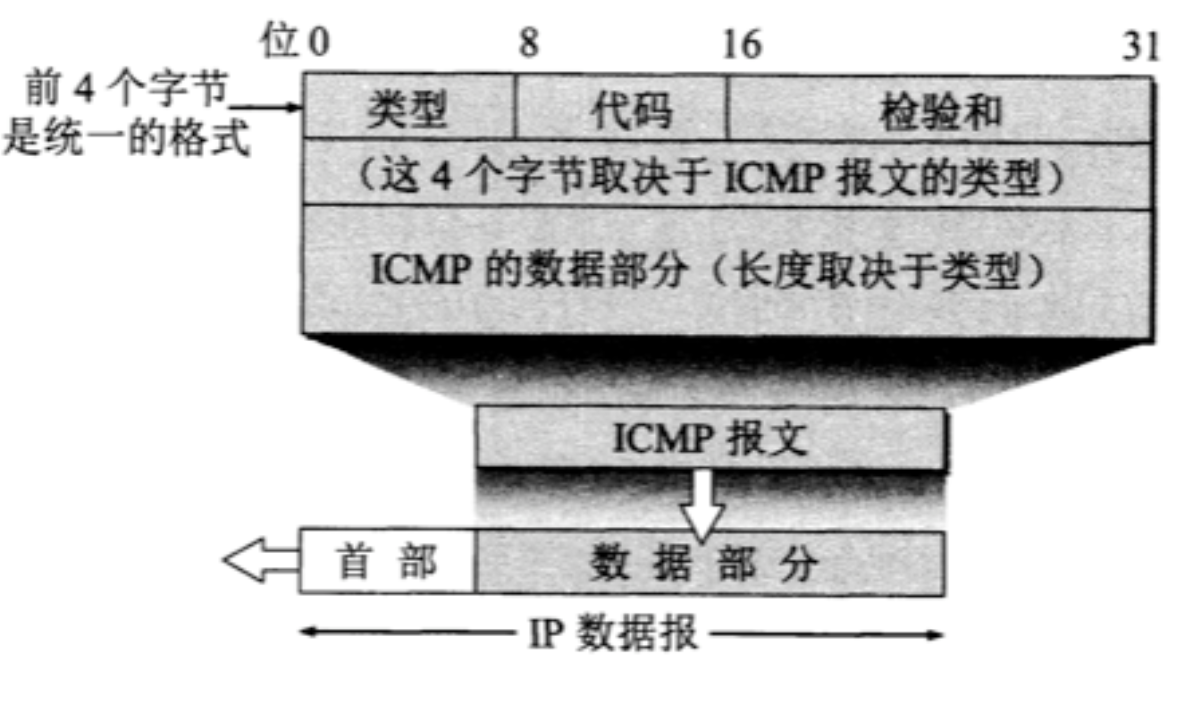 位 0 8 16 31
前 4 个字节
是统一的格式
类型 代码 检验和
（这 4 个字节取决于 ICMP 报文的类型）
ICMP 的数据部分（长度取决于类型）
ICMP 报文
首 部 数 据 部 分
IP 数据报